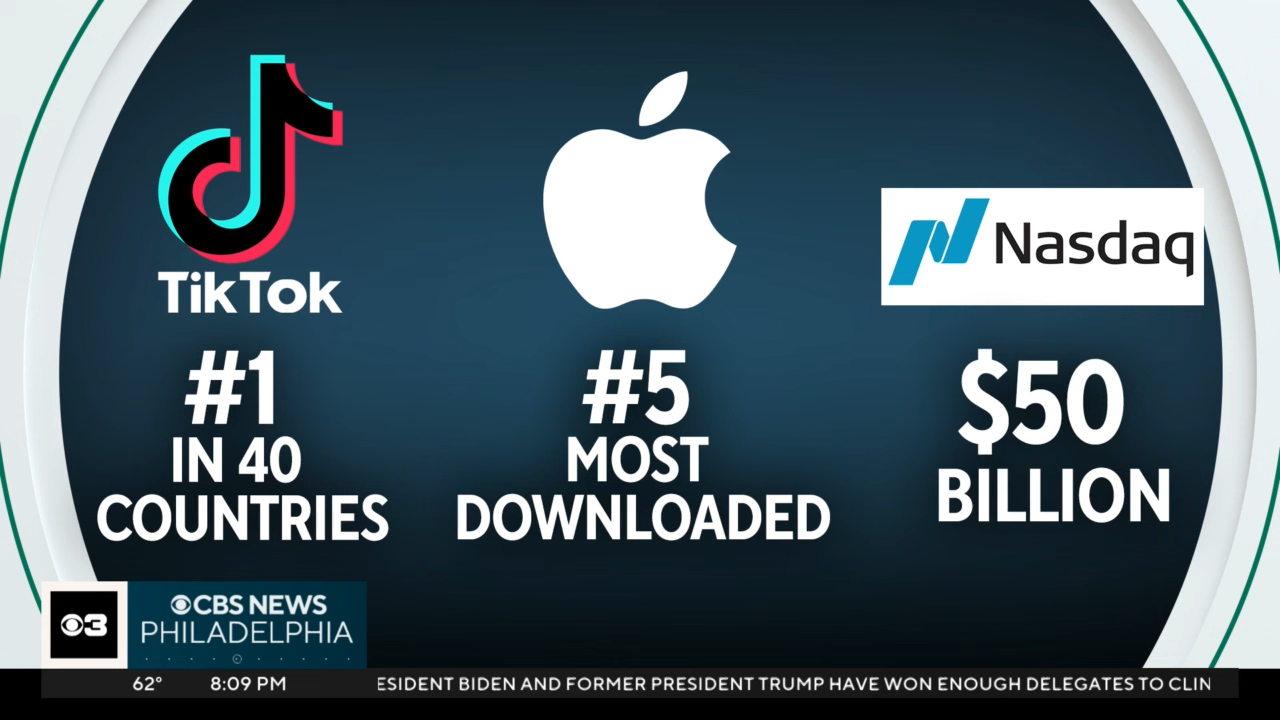 TikTok
#1
IN 40
COUNTRIES
#5
MOST
DOWNLOADED
Nasdaq
$50
BILLION
3
CBS NEWS
PHILADELPHIA
62° 8:09 PM ESIDENT BIDEN AND FORMER PRESIDENT TRUMP HAVE WON ENOUGH DELEGATES TO CLIN